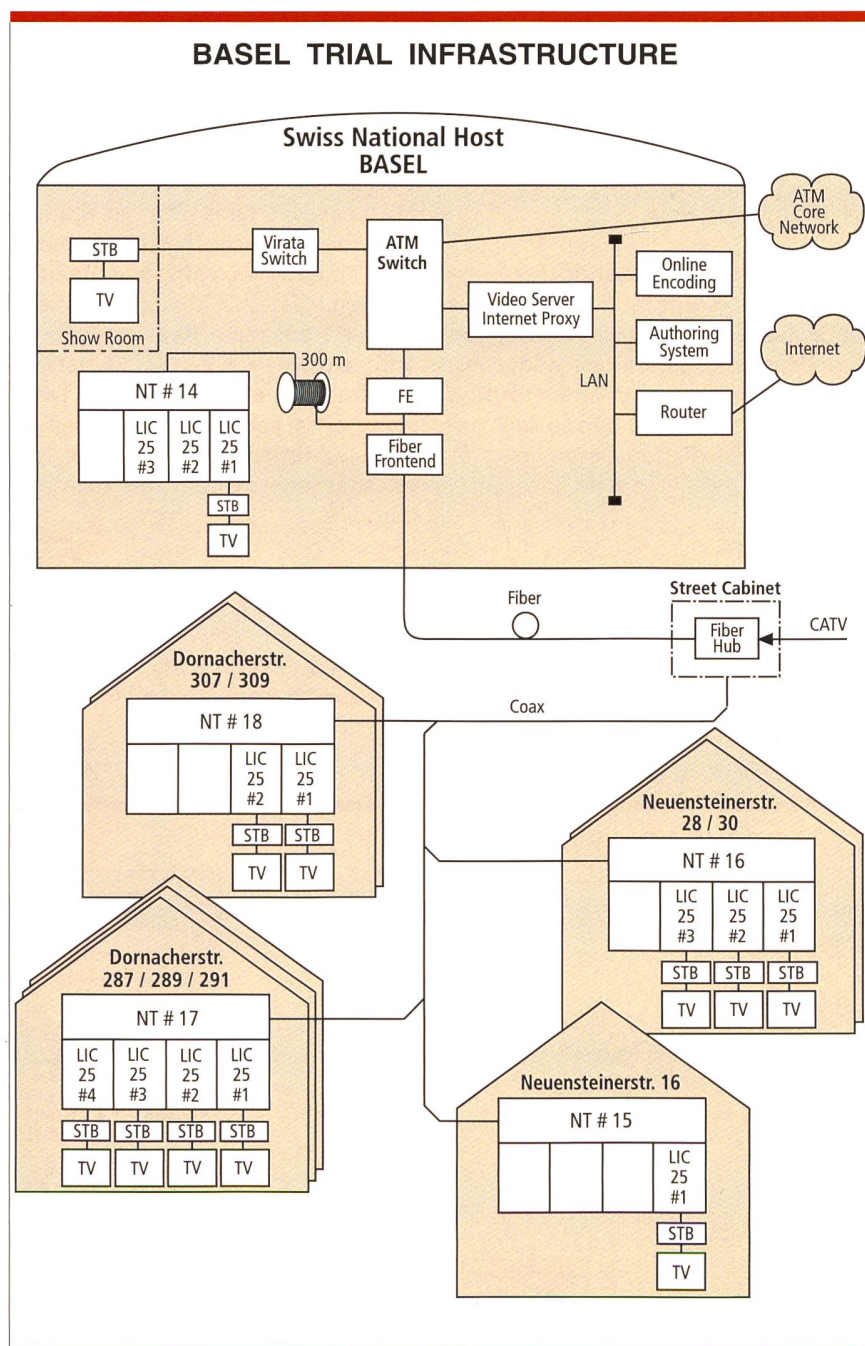 BASEL TRIAL INFRASTRUCTURE
Swiss National Host
BASEL
ATM
Core
Network
STB
Virata
Switch
ATM
Switch
Online
Encoding
TV
Video Server
Internet Proxy
Show Room
Authoring
System
Internet
300 m
LAN
NT # 14
FE
Router
LIC
25
#3
LIC
25
#2
LIC
25
#1
Fiber
Frontend
STB
TV
Street Cabinet
Fiber
Fiber
Hub
CATV
Dornacherstr.
307 / 309
Coax
NT # 18
LIC
25
#2
LIC
25
#1
STB
STB
TV
TV
Neuensteinerstr.
28 / 30
NT # 16
LIC
25
#3
LIC
25
#2
LIC
25
#1
STB
STB
STB
TV
TV
TV
Dornacherstr.
287 / 289 / 291
NT # 17
LIC
25
#4
LIC
25
#3
LIC
25
#2
LIC
25
#1
STB
STB
STB
STB
TV
TV
TV
TV
Neuensteinerstr. 16
NT # 15
LIC
25
#1
STB
TV